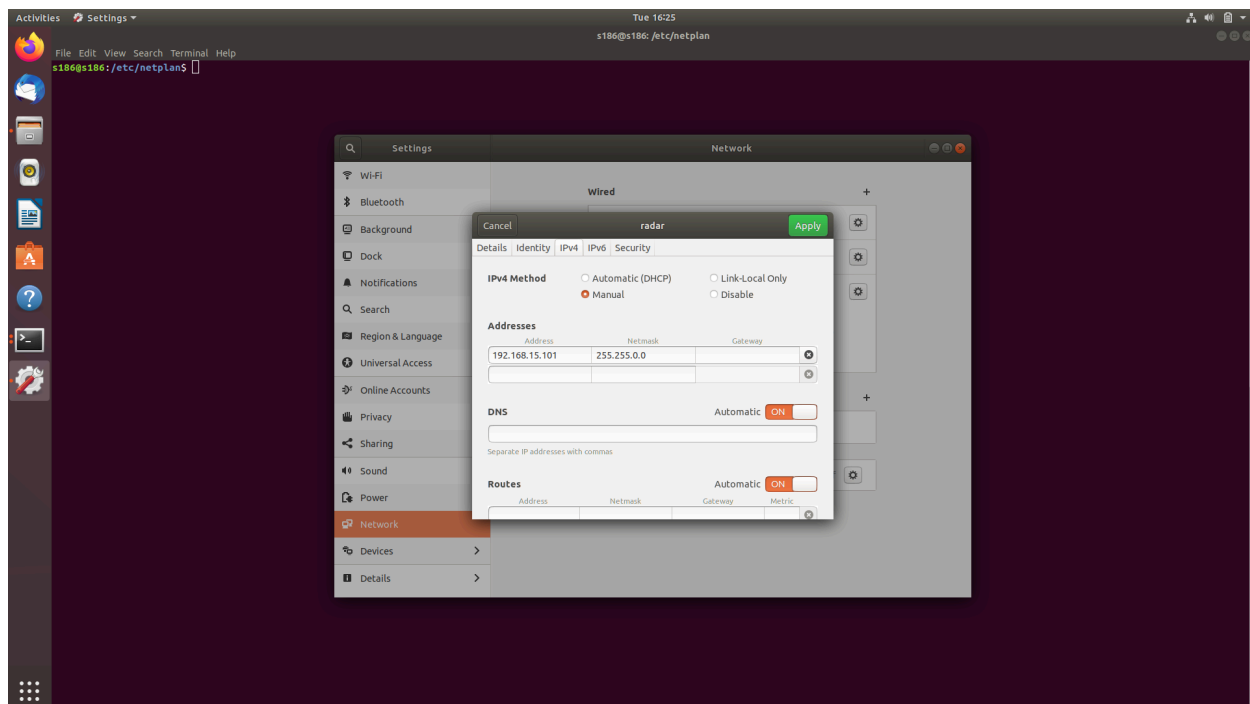 Activities Settings Tue 16:25
s186@s186: /etc/netplan
File Edit View Search Terminal Help
s186@s186:/etc/netplan$
Settings Network
Wi-Fi
Bluetooth
Background
Dock
Notifications
Search
Region & Language
Universal Access
Online Accounts
Privacy
Sharing
Sound
Power
Network
Devices
Details
Wired
Cancel radar Apply
Details Identity IPv4 IPv6 Security
IPv4 Method Automatic (DHCP) Link-Local Only
Manual Disable
Addresses
Address Netmask Gateway
192.168.15.101 255.255.0.0
DNS Automatic ON
Separate IP addresses with commas
Routes Automatic ON
Address Netmask Gateway Metric